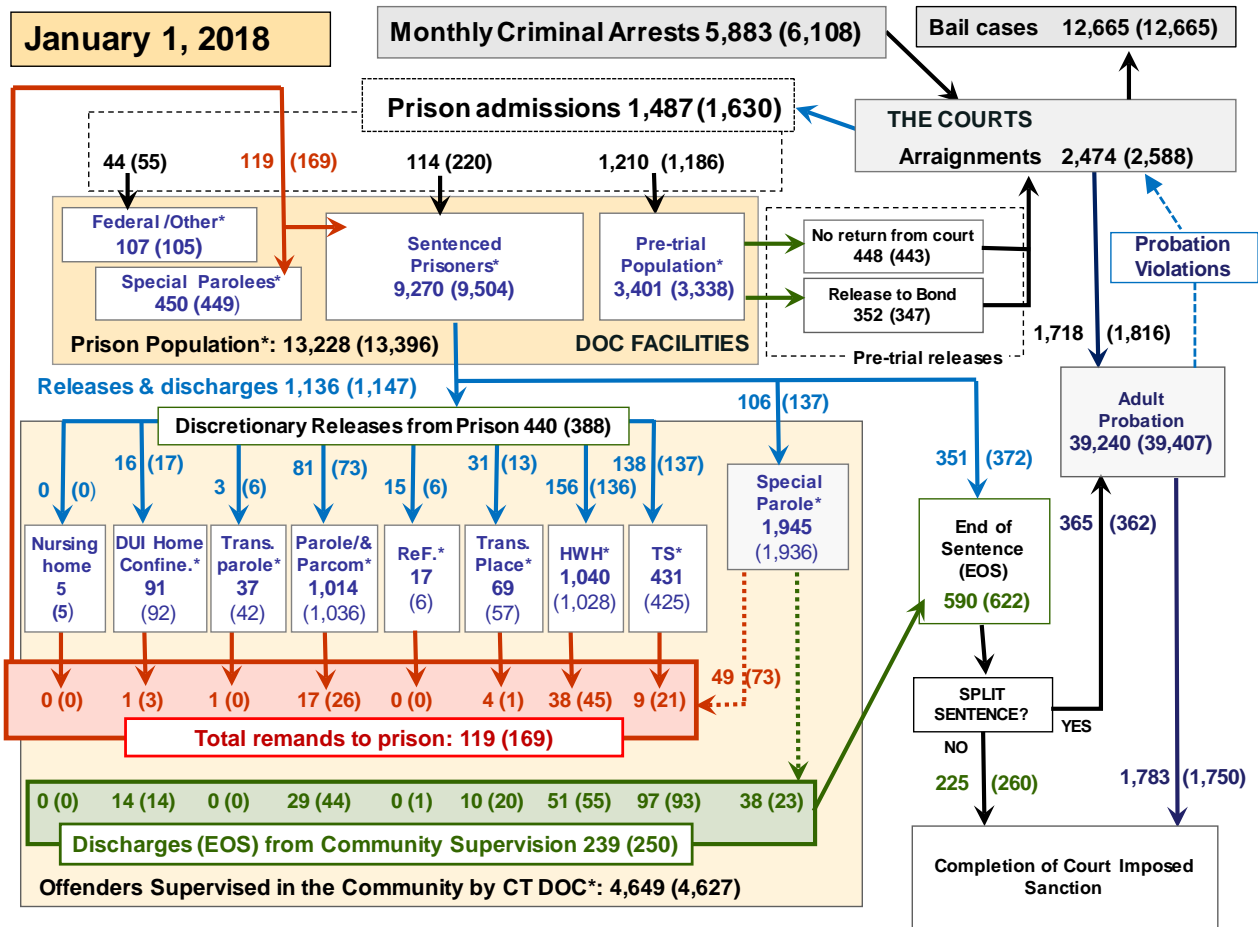 January 1, 2018
Monthly Criminal Arrests 5,883 (6,108)
Bail cases 12,665 (12,665)
Prison admissions 1,487 (1,630)
THE COURTS
Arraignments 2,474 (2,588)
44 (55)
119 (169)
114 (220)
1,210 (1,186)
Federal /Other*
107 (105)
Special Parolees*
450 (449)
Sentenced
Prisoners*
9,270 (9,504)
Pre-trial
Population*
3,401 (3,338)
No return from court
448 (443)
Release to Bond
352 (347)
Pre-trial releases
Probation
Violations
Prison Population*: 13,228 (13,396)
DOC FACILITIES
1,718 (1,816)
Releases & discharges 1,136 (1,147)
Discretionary Releases from Prison 440 (388)
106 (137)
Adult
Probation
39,240 (39,407)
0 (0)
16 (17)
3 (6)
81 (73)
15 (6)
31 (13)
156 (136)
138 (137)
351 (372)
365 (362)
Special
Parole*
1,945
(1,936)
Nursing
home
5
(5)
DUI Home
Confine.*
91
(92)
Trans.
parole*
37
(42)
Parole/&
Parcom*
1,014
(1,036)
ReF.*
17
(6)
Trans.
Place*
69
(57)
HWH*
1,040
(1,028)
TS*
431
(425)
End of
Sentence
(EOS)
590 (622)
49 (73)
0 (0)
1 (3)
1 (0)
17 (26)
0 (0)
4 (1)
38 (45)
9 (21)
Total remands to prison: 119 (169)
SPLIT
SENTENCE?
YES
NO
225 (260)
1,783 (1,750)
0 (0)
14 (14)
0 (0)
29 (44)
0 (1)
10 (20)
51 (55)
97 (93)
38 (23)
Discharges (EOS) from Community Supervision 239 (250)
Offenders Supervised in the Community by CT DOC*: 4,649 (4,627)
Completion of Court Imposed
Sanction